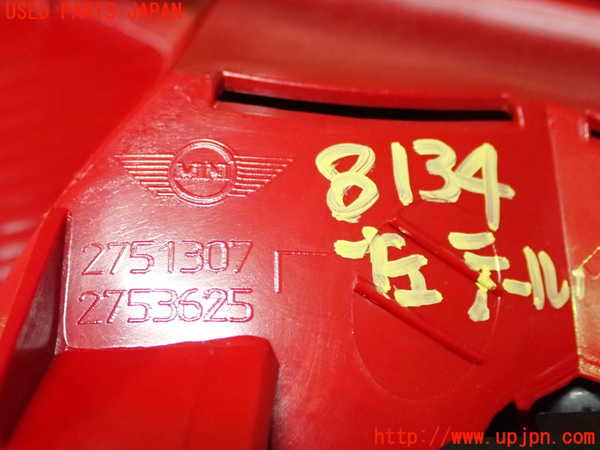 USED PARTS JAPAN
MINI
8134
左テール
2751307
2753625
http://www.upjpn.com/